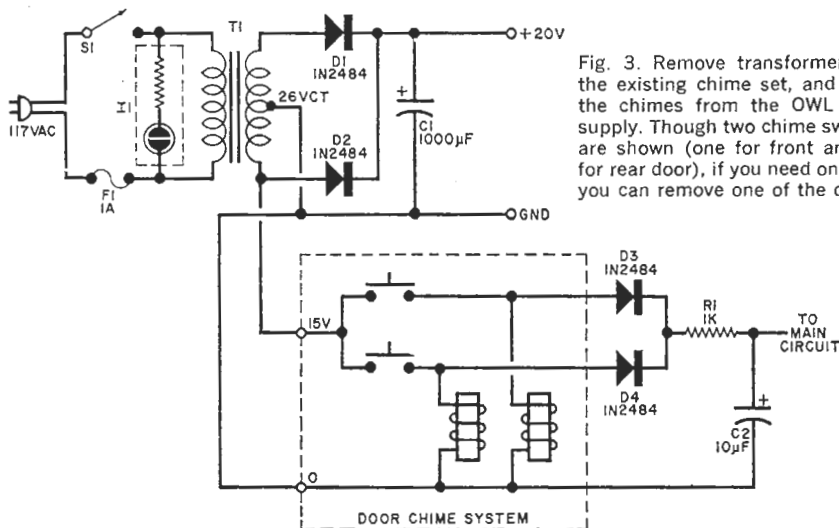 S1
T1
I1
117VAC
F1
1A
D1
1N2484
26VCT
D2
1N2484
+
C1
1000µF
+20V
GND
Fig. 3. Remove transformer
the existing chime set, and
the chimes from the OWL
supply. Though two chime sw
are shown (one for front an
for rear door), if you need on
you can remove one of the c
15V
0
DOOR CHIME SYSTEM
D3
1N2484
D4
1N2484
R1
1K
TO
MAIN
CIRCUIT
+
C2
10µF